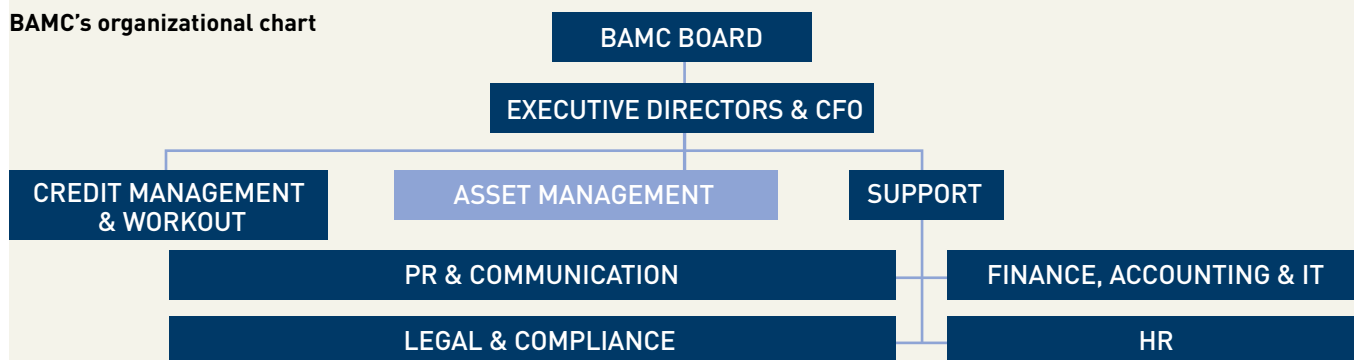 BAMC's organizational chart
BAMC BOARD
EXECUTIVE DIRECTORS & CFO
CREDIT MANAGEMENT
& WORKOUT
ASSET MANAGEMENT
SUPPORT
PR & COMMUNICATION
FINANCE, ACCOUNTING & IT
LEGAL & COMPLIANCE
HR